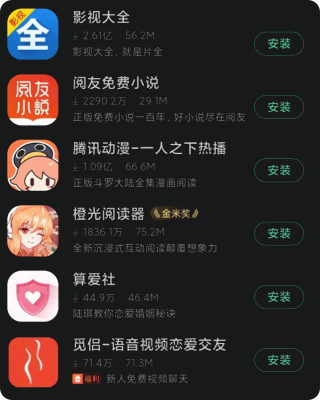 影视
全
影视大全
2.61亿 56.2M
影视大全，就是片全
安装
阅友
小説
阅友免费小说
2290.2万 29.1M
正版免费小说一百年，好小说尽在阅友
安装
腾讯动漫-一人之下热播
1.09亿 66.6M
正版斗罗大陆全集漫画阅读
安装
橙光阅读器 金米奖
1836.1万 75.2M
全新沉浸式互动阅读颠覆想象力
安装
算爱社
44.9万 46.4M
陆琪教你恋爱婚姻秘诀
安装
觅侣-语音视频恋爱交友
71.4万 71.3M
福利 新人免费视频聊天
安装